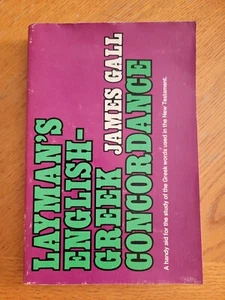 LAYMAN'S
ENGLISH-
GREEK
CONCORDANCE
JAMES GALL
A handy aid for the study of the Greek words used in the New Testament.